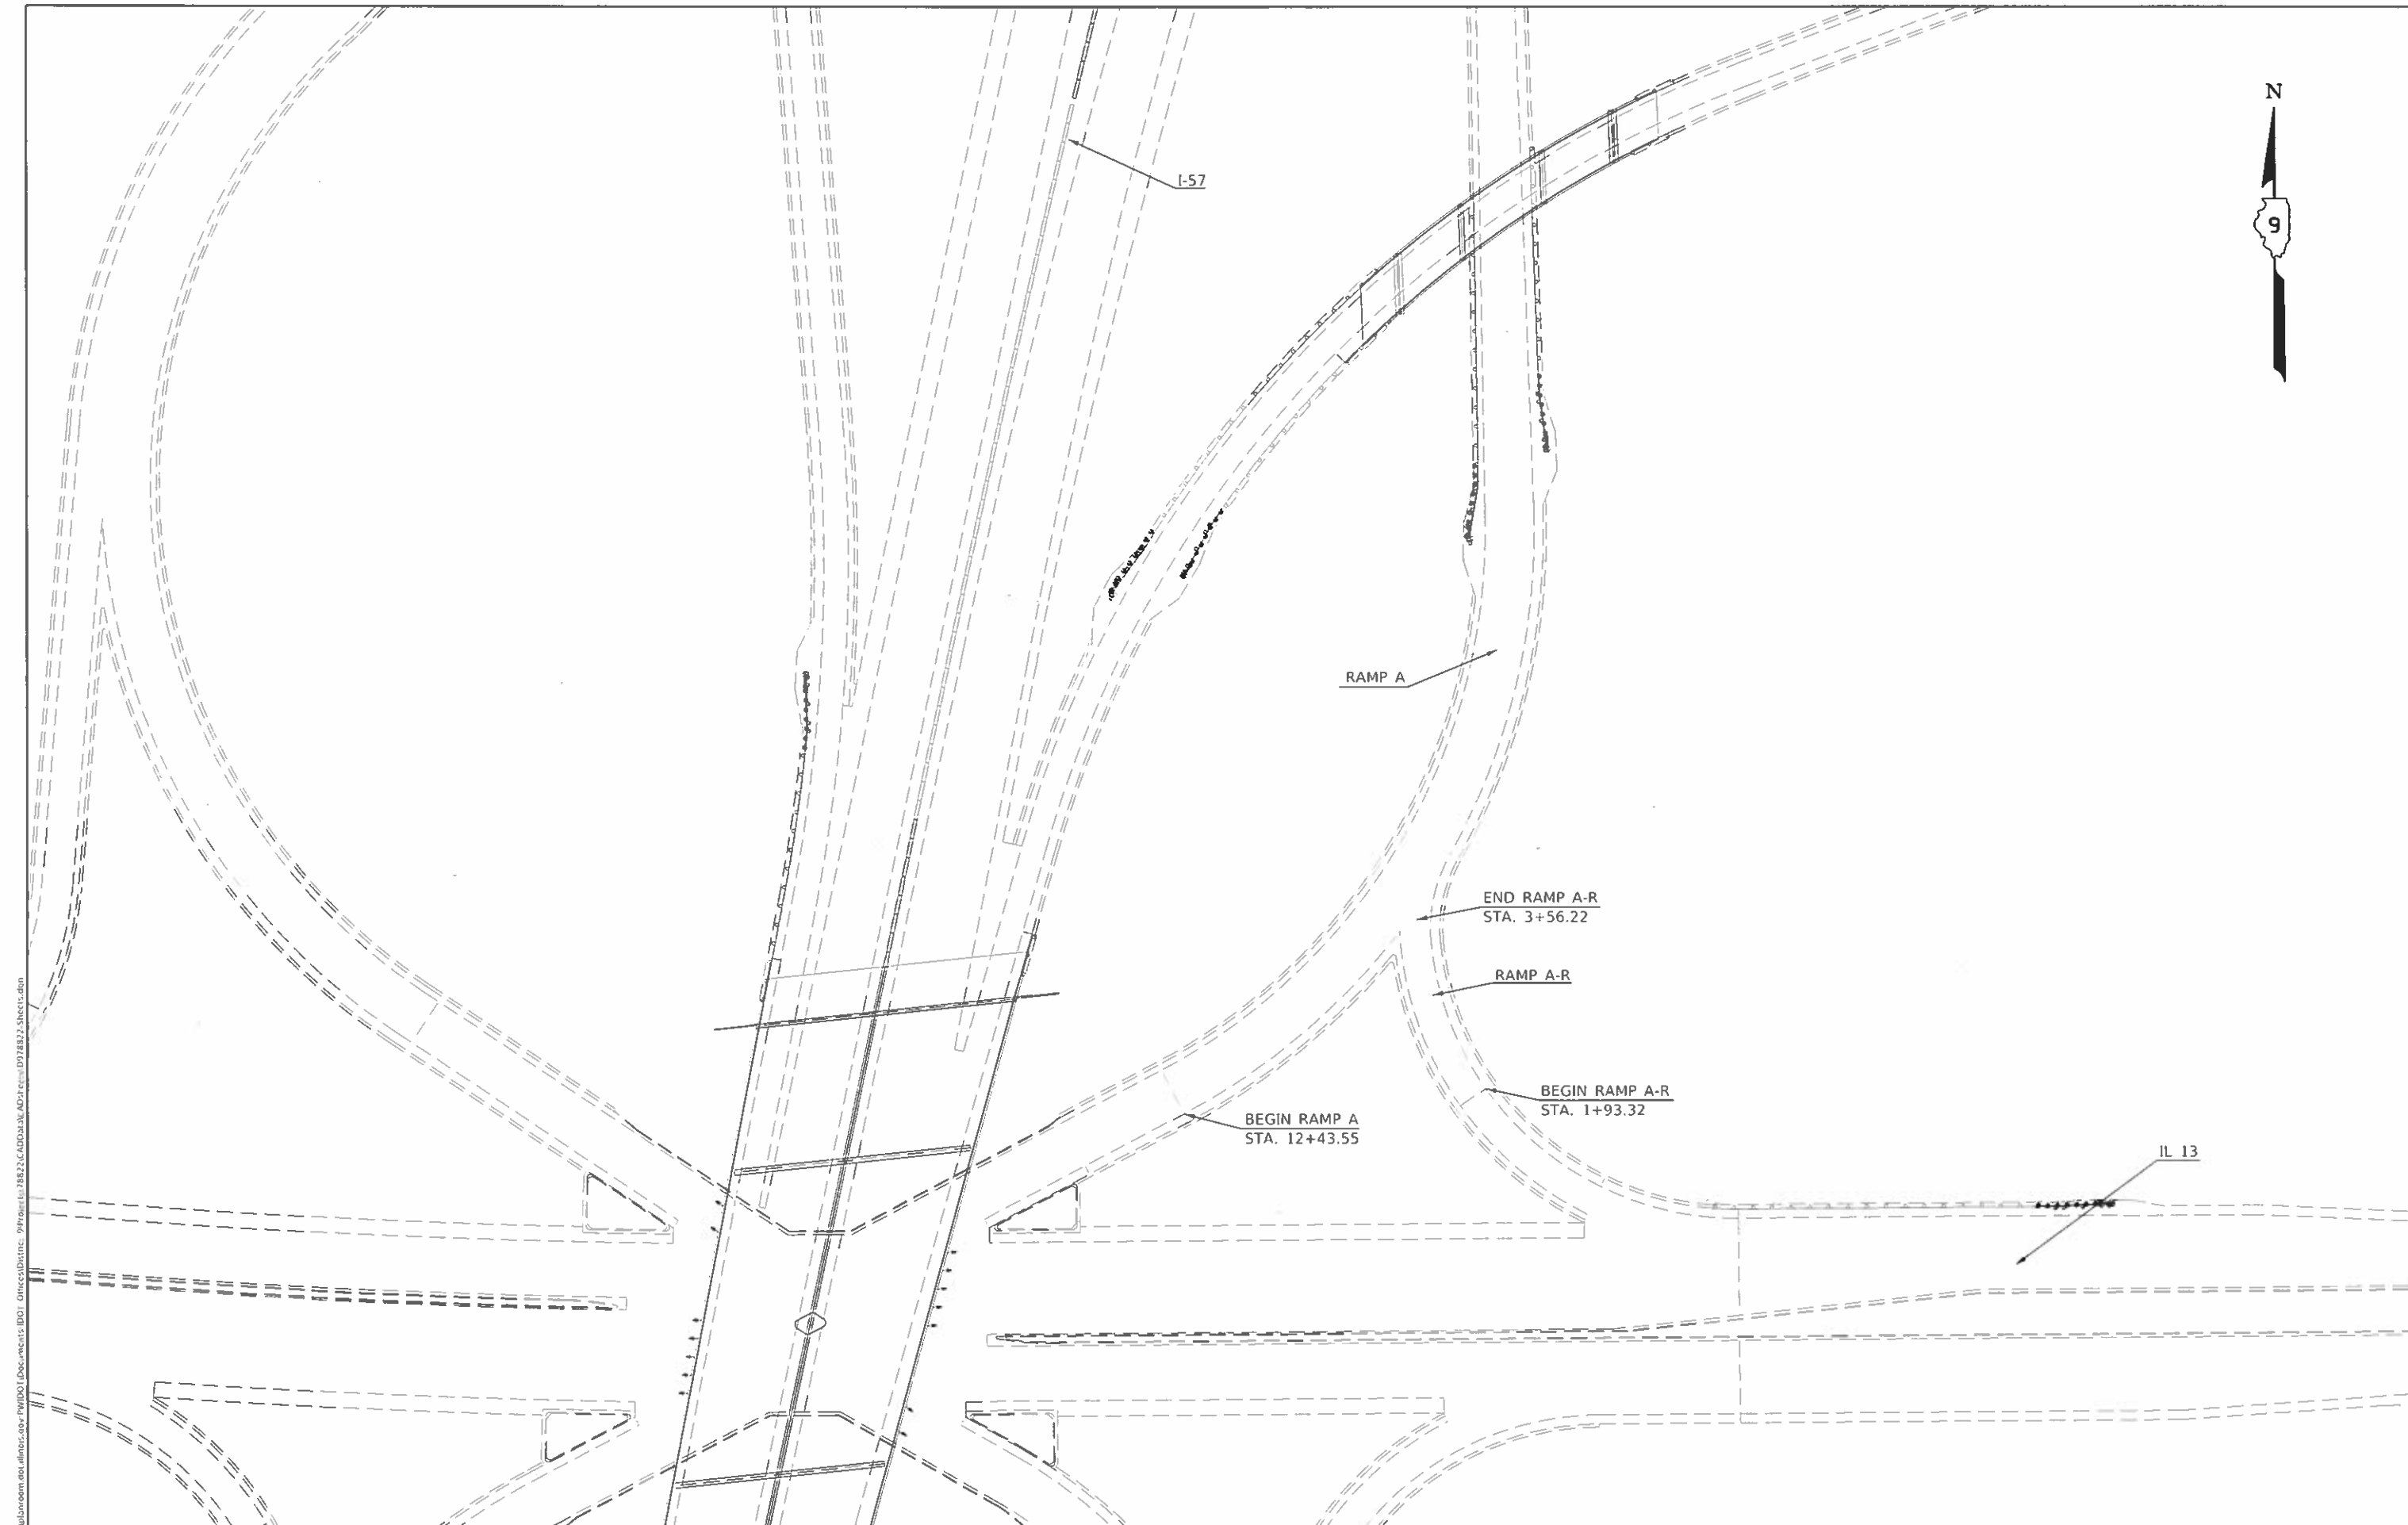 N
I-57
9
RAMP A
END RAMP A-R
STA. 3+56.22
RAMP A-R
BEGIN RAMP A-R
STA. 1+93.32
BEGIN RAMP A
STA. 12+43.55
IL 13